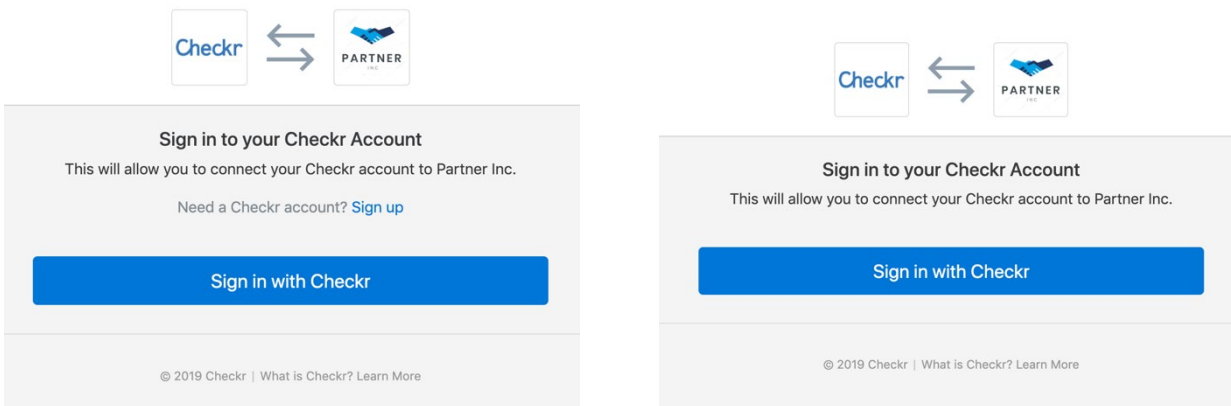 Checkr
PARTNER
INC
Sign in to your Checkr Account
This will allow you to connect your Checkr account to Partner Inc.
Need a Checkr account? Sign up
Sign in with Checkr
© 2019 Checkr | What is Checkr? Learn More
Checkr
PARTNER
INC
Sign in to your Checkr Account
This will allow you to connect your Checkr account to Partner Inc.
Sign in with Checkr
© 2019 Checkr | What is Checkr? Learn More